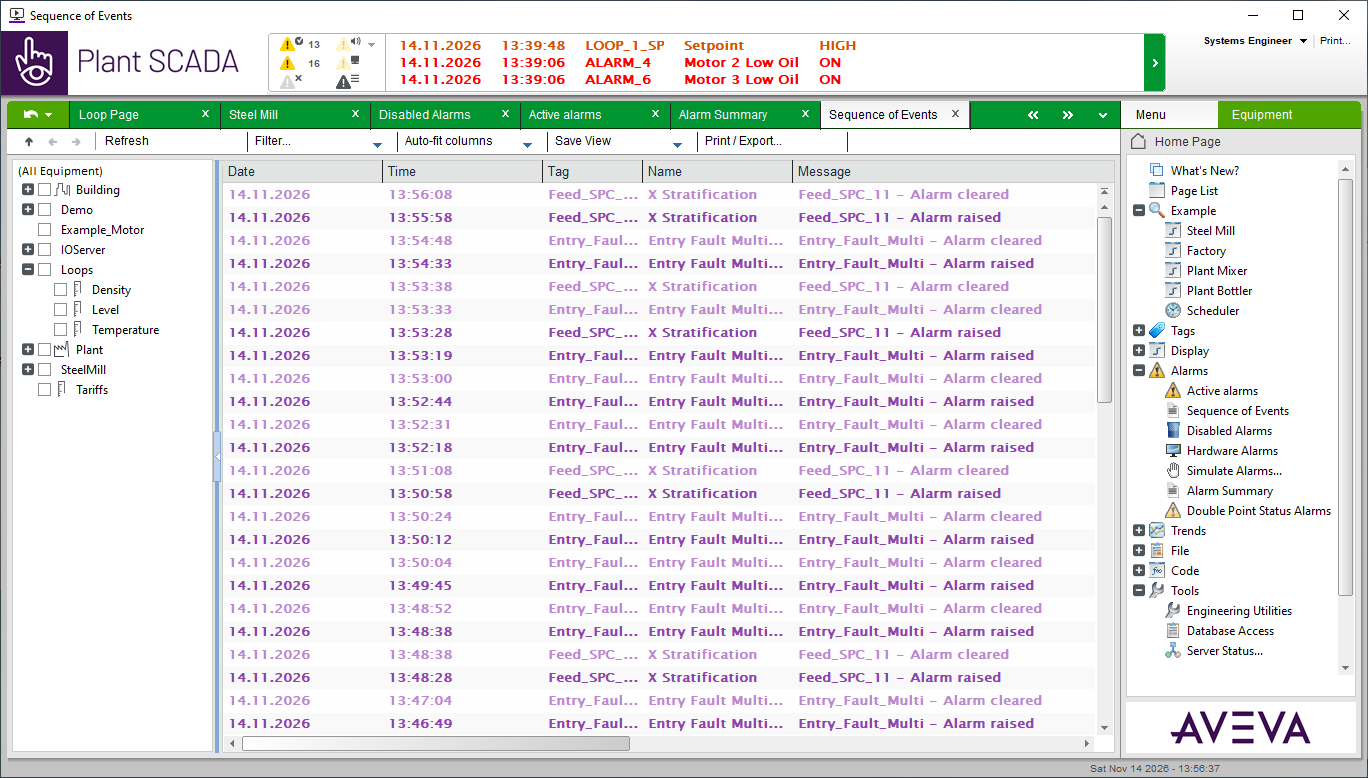 Sequence of Events
Plant SCADA
13
16
14.11.2026 13:39:48 LOOP_1_SP Setpoint HIGH
14.11.2026 13:39:06 ALARM_4 Motor 2 Low Oil ON
14.11.2026 13:39:06 ALARM_6 Motor 3 Low Oil ON
Systems Engineer Print...
Loop Page x Steel Mill x Disabled Alarms x Active alarms x Alarm Summary x Sequence of Events x
Menu Equipment
Refresh Filter... Auto-fit columns Save View Print / Export...
Home Page
(All Equipment)
Building
Demo
Example_Motor
IOServer
Loops
Density
Level
Temperature
Plant
SteelMill
Tariffs
Date Time Tag Name Message
14.11.2026 13:56:08 Feed_SPC_... X Stratification Feed_SPC_11 - Alarm cleared
14.11.2026 13:55:58 Feed_SPC_... X Stratification Feed_SPC_11 - Alarm raised
14.11.2026 13:54:48 Entry_Faul... Entry Fault Multi... Entry_Fault_Multi - Alarm cleared
14.11.2026 13:54:33 Entry_Faul... Entry Fault Multi... Entry_Fault_Multi - Alarm raised
14.11.2026 13:53:38 Feed_SPC_... X Stratification Feed_SPC_11 - Alarm cleared
14.11.2026 13:53:33 Entry_Faul... Entry Fault Multi... Entry_Fault_Multi - Alarm cleared
14.11.2026 13:53:28 Feed_SPC_... X Stratification Feed_SPC_11 - Alarm raised
14.11.2026 13:53:19 Entry_Faul... Entry Fault Multi... Entry_Fault_Multi - Alarm raised
14.11.2026 13:53:00 Entry_Faul... Entry Fault Multi... Entry_Fault_Multi - Alarm cleared
14.11.2026 13:52:44 Entry_Faul... Entry Fault Multi... Entry_Fault_Multi - Alarm raised
14.11.2026 13:52:31 Entry_Faul... Entry Fault Multi... Entry_Fault_Multi - Alarm cleared
14.11.2026 13:52:18 Entry_Faul... Entry Fault Multi... Entry_Fault_Multi - Alarm raised
14.11.2026 13:51:08 Feed_SPC_... X Stratification Feed_SPC_11 - Alarm cleared
14.11.2026 13:50:58 Feed_SPC_... X Stratification Feed_SPC_11 - Alarm raised
14.11.2026 13:50:24 Entry_Faul... Entry Fault Multi... Entry_Fault_Multi - Alarm cleared
14.11.2026 13:50:12 Entry_Faul... Entry Fault Multi... Entry_Fault_Multi - Alarm raised
14.11.2026 13:50:04 Entry_Faul... Entry Fault Multi... Entry_Fault_Multi - Alarm cleared
14.11.2026 13:49:45 Entry_Faul... Entry Fault Multi... Entry_Fault_Multi - Alarm raised
14.11.2026 13:48:52 Entry_Faul... Entry Fault Multi... Entry_Fault_Multi - Alarm cleared
14.11.2026 13:48:38 Entry_Faul... Entry Fault Multi... Entry_Fault_Multi - Alarm raised
14.11.2026 13:48:38 Feed_SPC_... X Stratification Feed_SPC_11 - Alarm cleared
14.11.2026 13:48:28 Feed_SPC_... X Stratification Feed_SPC_11 - Alarm raised
14.11.2026 13:47:04 Entry_Faul... Entry Fault Multi... Entry_Fault_Multi - Alarm cleared
14.11.2026 13:46:49 Entry_Faul... Entry Fault Multi... Entry_Fault_Multi - Alarm raised
What's New?
Page List
Example
Steel Mill
Factory
Plant Mixer
Plant Bottler
Scheduler
Tags
Display
Alarms
Active alarms
Sequence of Events
Disabled Alarms
Hardware Alarms
Simulate Alarms...
Alarm Summary
Double Point Status Alarms
Trends
File
Code
Tools
Engineering Utilities
Database Access
Server Status...
AVEVA
Sat Nov 14 2026 - 13:56:37